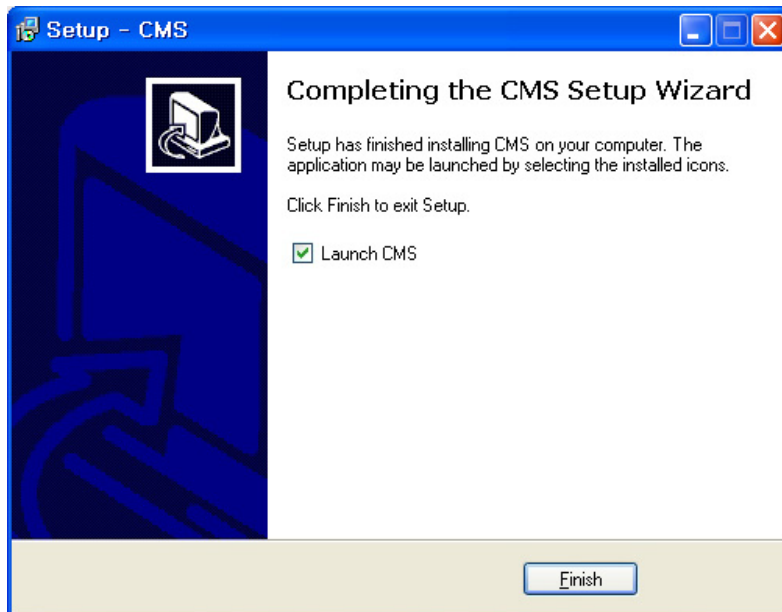 Setup - CMS
Completing the CMS Setup Wizard
Setup has finished installing CMS on your computer. The
application may be launched by selecting the installed icons.
Click Finish to exit Setup.
Launch CMS
Finish